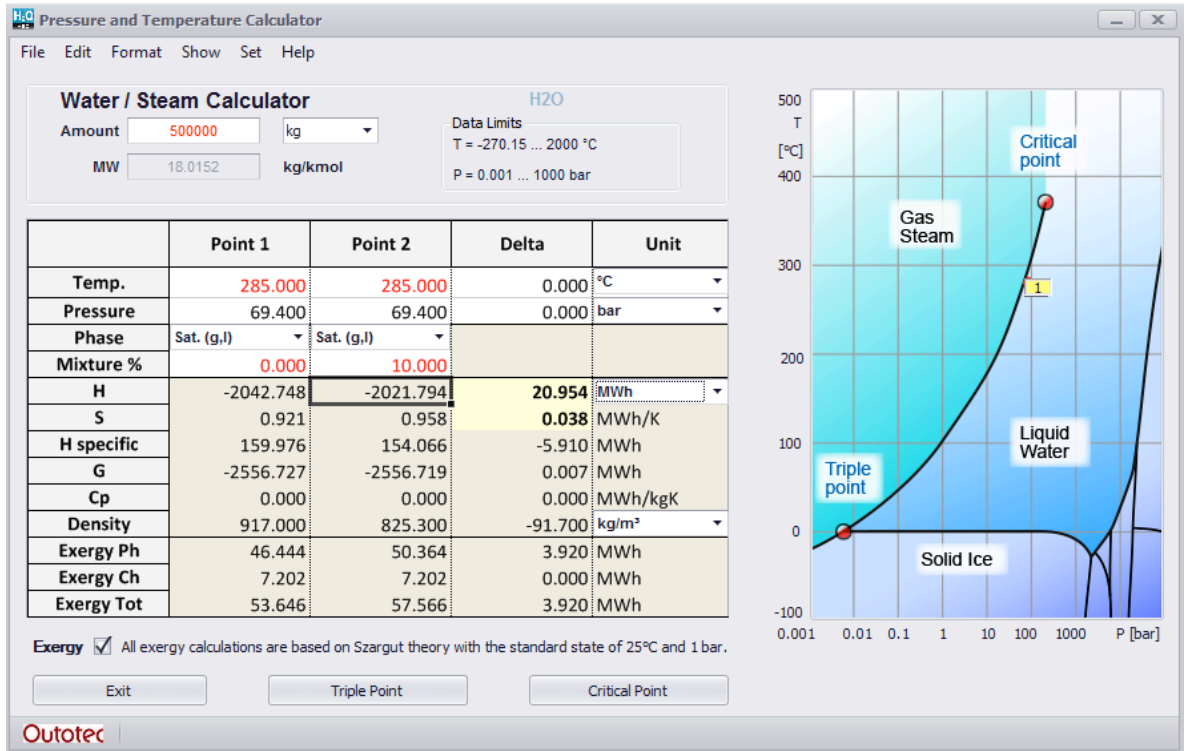 H2O Pressure and Temperature Calculator
File Edit Format Show Set Help
Water / Steam Calculator
H2O
Amount 500000 kg
MW 18.0152 kg/kmol
Data Limits
T = -270.15 ... 2000 °C
P = 0.001 ... 1000 bar
Point 1 Point 2 Delta Unit
Temp. 285.000 285.000 0.000 °C
Pressure 69.400 69.400 0.000 bar
Phase Sat. (g,l) Sat. (g,l)
Mixture % 0.000 10.000
H -2042.748 -2021.794 20.954 MWh
S 0.921 0.958 0.038 MWh/K
H specific 159.976 154.066 -5.910 MWh
G -2556.727 -2556.719 0.007 MWh
Cp 0.000 0.000 0.000 MWh/kgK
Density 917.000 825.300 -91.700 kg/m³
Exergy Ph 46.444 50.364 3.920 MWh
Exergy Ch 7.202 7.202 0.000 MWh
Exergy Tot 53.646 57.566 3.920 MWh
Exergy All exergy calculations are based on Szargut theory with the standard state of 25°C and 1 bar.
Exit Triple Point Critical Point
Outotec
500
T
[°C]
400
300
200
100
0
-100
Critical
point
Gas
Steam
1
Liquid
Water
Triple
point
Solid Ice
0.001 0.01 0.1 1 10 100 1000 P [bar]